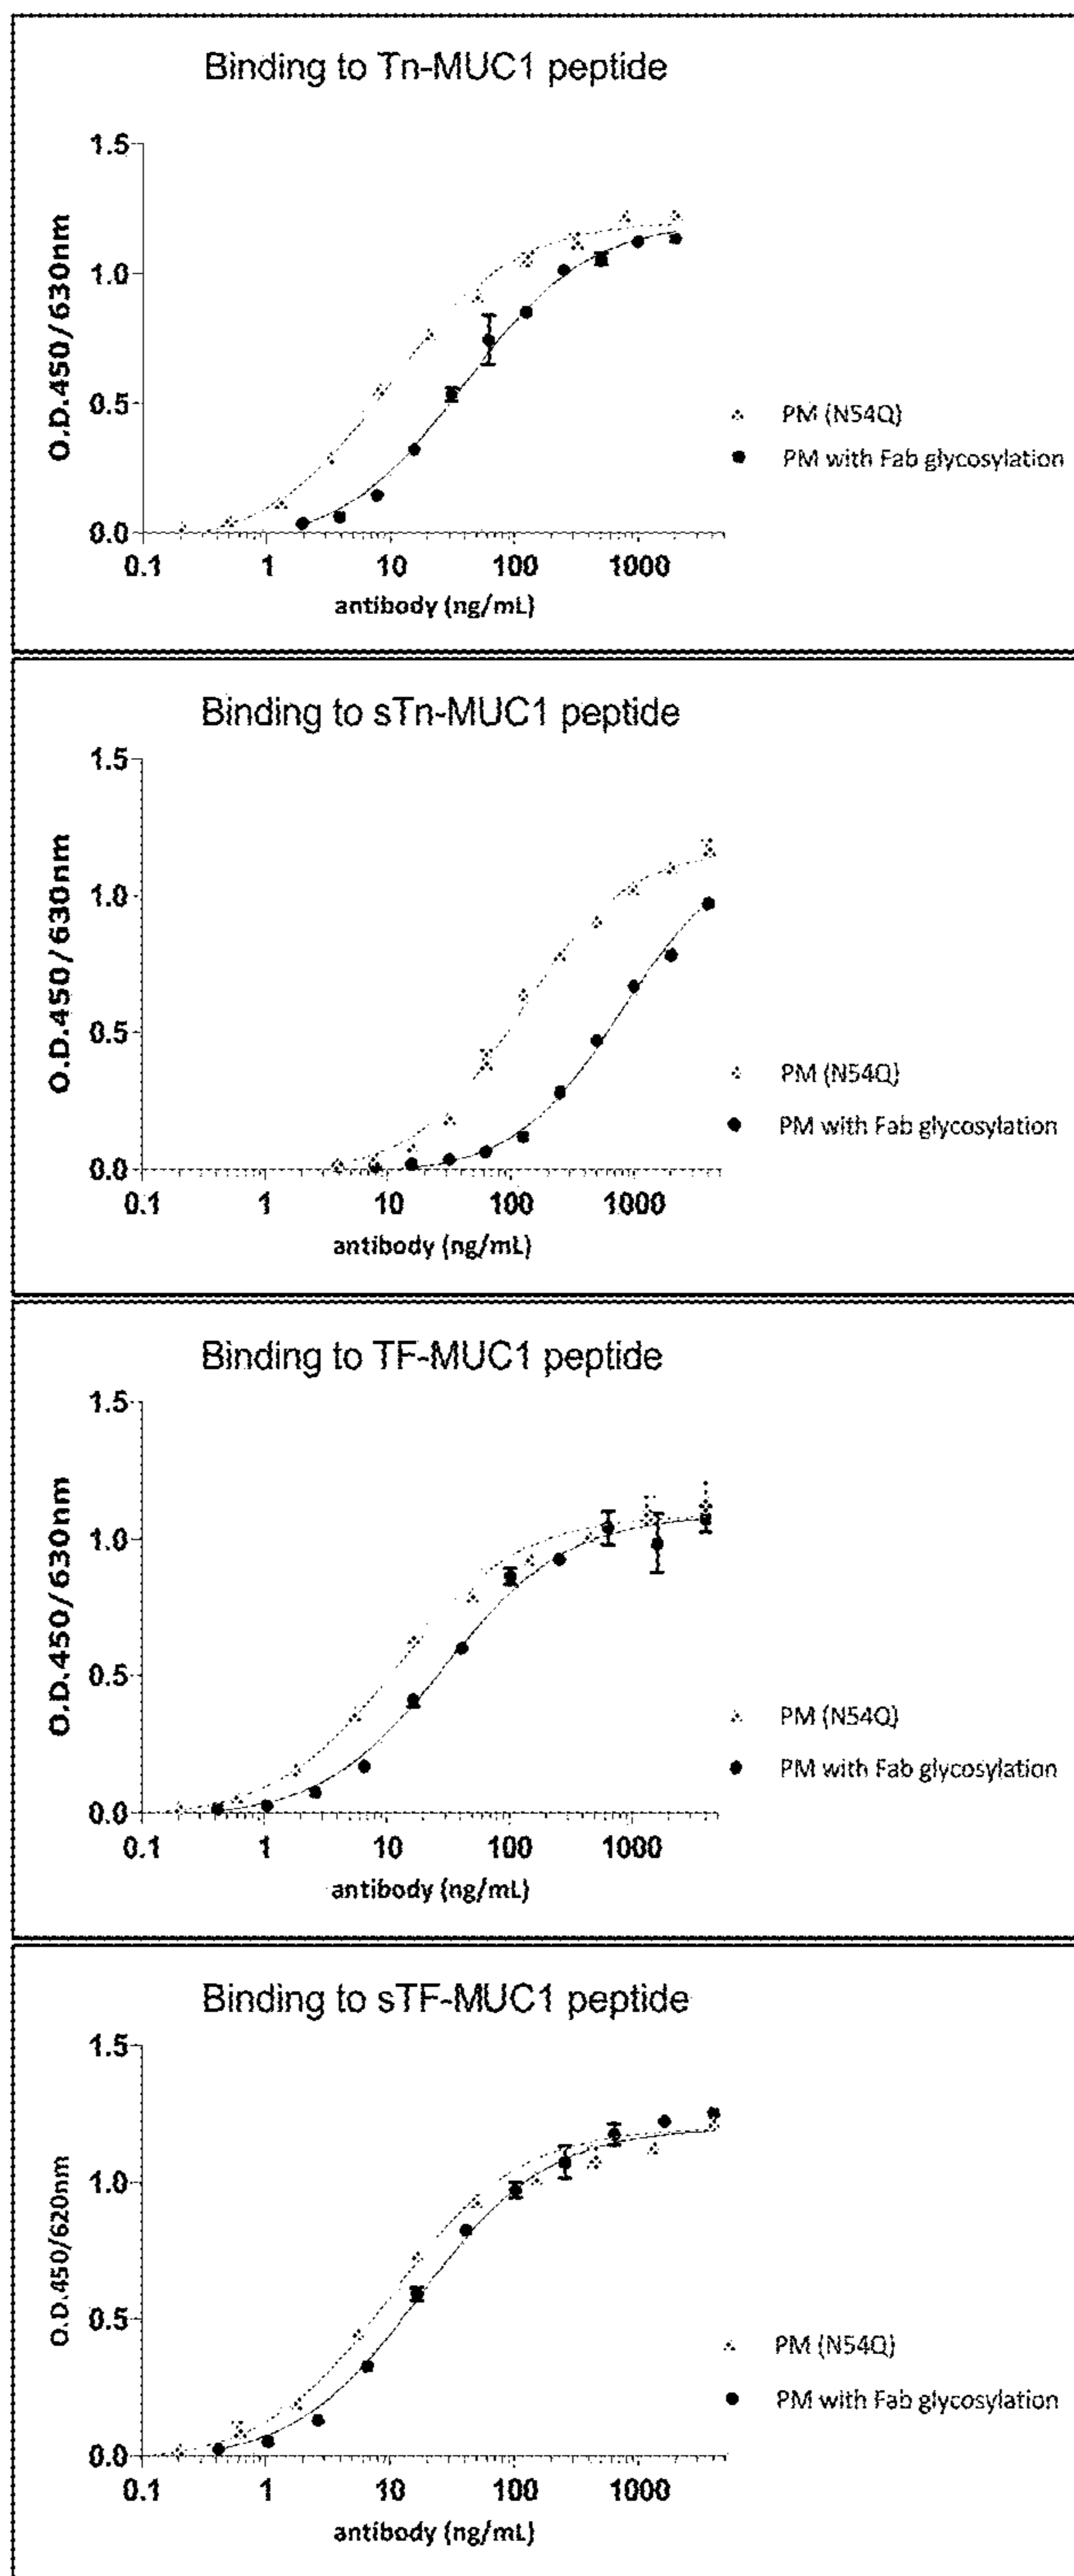 Binding to Tn-MUC1 peptide
O.D.450/630nm
1.5
1.0
0.5
0.0
0.1 1 10 100 1000
antibody (ng/mL)
PM (N54Q)
PM with Fab glycosylation
Binding to sTn-MUC1 peptide
O.D.450/630nm
1.5
1.0
0.5
0.0
0.1 1 10 100 1000
antibody (ng/mL)
PM (N54Q)
PM with Fab glycosylation
Binding to TF-MUC1 peptide
O.D.450/630nm
1.5
1.0
0.5
0.0
0.1 1 10 100 1000
antibody (ng/mL)
PM (N54Q)
PM with Fab glycosylation
Binding to sTF-MUC1 peptide
O.D.450/620nm
1.5
1.0
0.5
0.0
0.1 1 10 100 1000
antibody (ng/mL)
PM (N54Q)
PM with Fab glycosylation